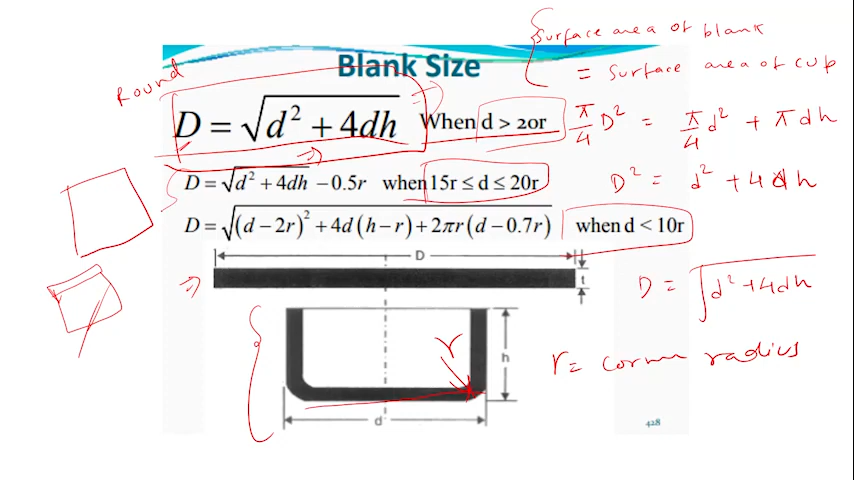 Surface area of blank
= surface area of cup
Round
Blank Size
D = √d² + 4dh When d > 20r
π/4 D² = π/4 d² + πdh
D = √d² + 4dh − 0.5r when 15r ≤ d ≤ 20r
D² = d² + 4dh
D = √(d − 2r)² + 4d(h − r) + 2πr(d − 0.7r) when d < 10r
D
t
D = √d² + 4dh
r
h
r = corner radius
d
428